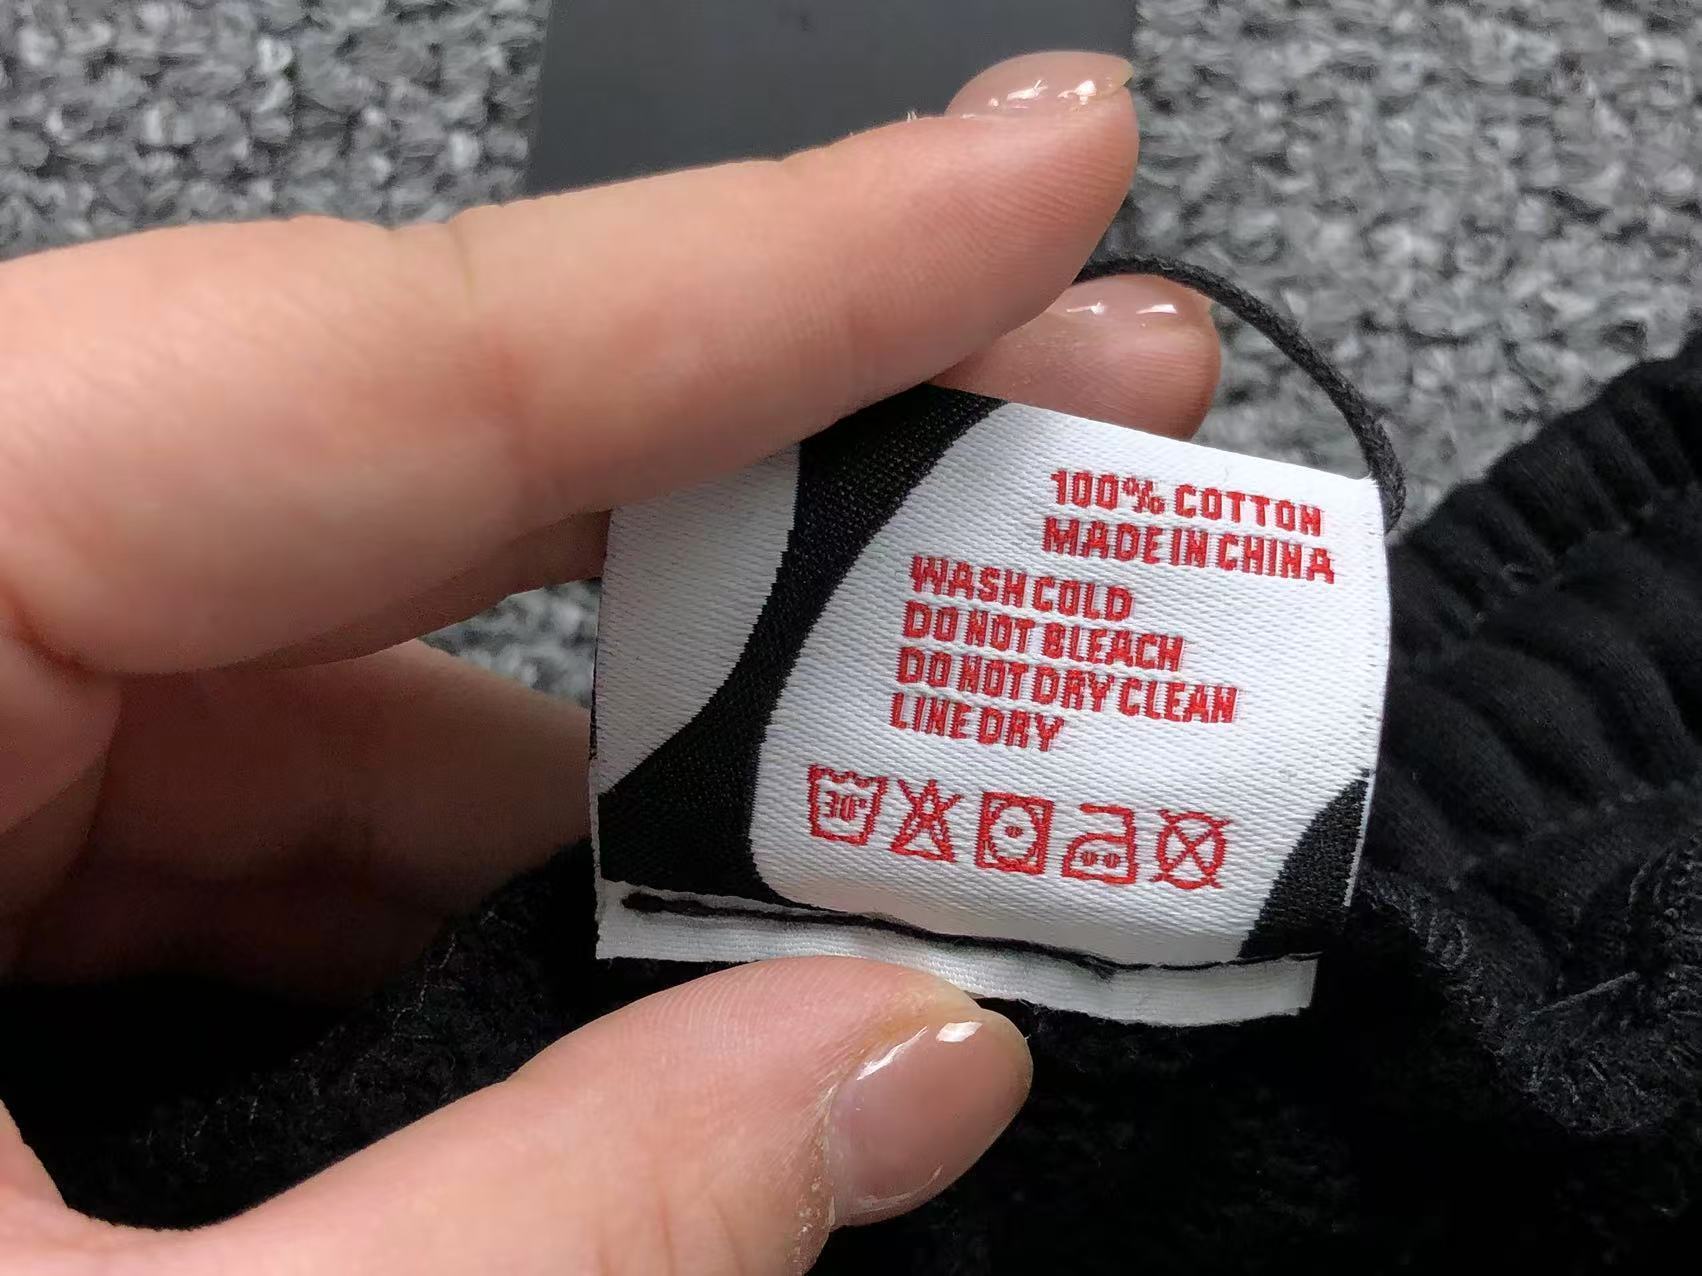 100% COTTON
MADE IN CHINA
WASH COLD
DO NOT BLEACH
DO NOT DRY CLEAN
LINE DRY
30°